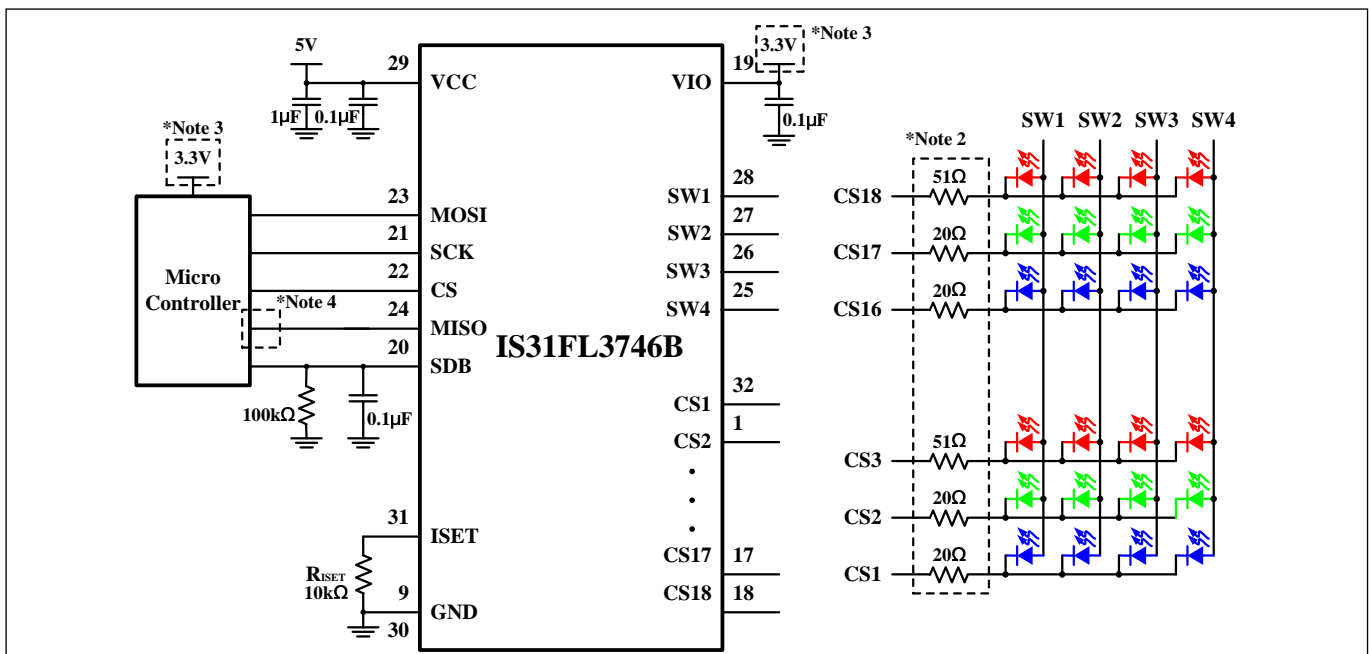 5V
29
VCC
1µF
0.1µF
*Note 3
3.3V
Micro
Controller
23
MOSI
21
SCK
22
CS
*Note 4
24
MISO
20
SDB
100kΩ
0.1µF
31
ISET
RISET
10kΩ
9
GND
30
IS31FL3746B
3.3V
*Note 3
19
VIO
0.1µF
28
SW1
27
SW2
26
SW3
25
SW4
32
CS1
1
CS2
CS17
17
CS18
18
*Note 2
SW1 SW2 SW3 SW4
CS18
51Ω
CS17
20Ω
CS16
20Ω
CS3
51Ω
CS2
20Ω
CS1
20Ω